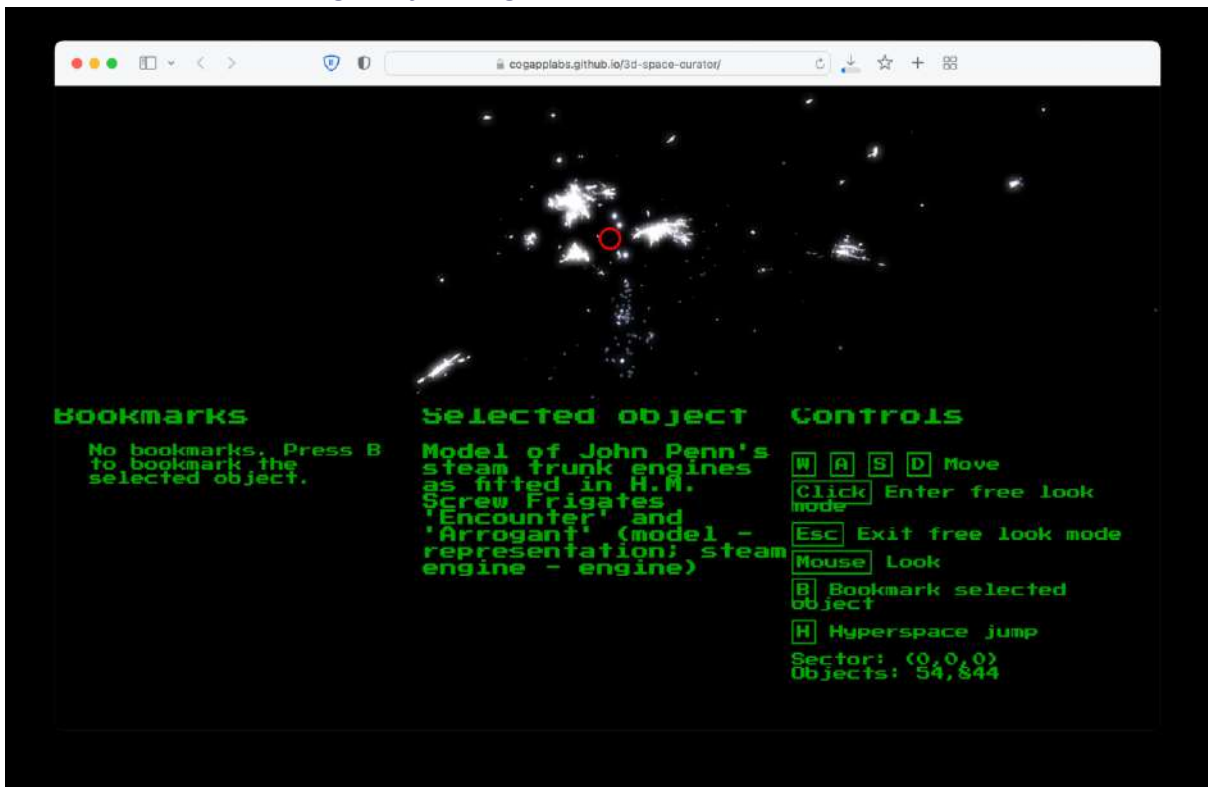 cogapplabs.github.io/3d-space-curator/
Bookmarks
No bookmarks. Press B
to bookmark the
selected object.
Selected object
Model of John Penn's
steam trunk engines
as fitted in H.M.
Screw Frigates
'Encounter' and
'Arrogant' (model -
representation; steam
engine - engine)
Controls
W A S D Move
Click Enter free look
mode
Esc Exit free look mode
Mouse Look
B Bookmark selected
object
H Hyperspace jump
Sector: (0,0,0)
Objects: 54,844